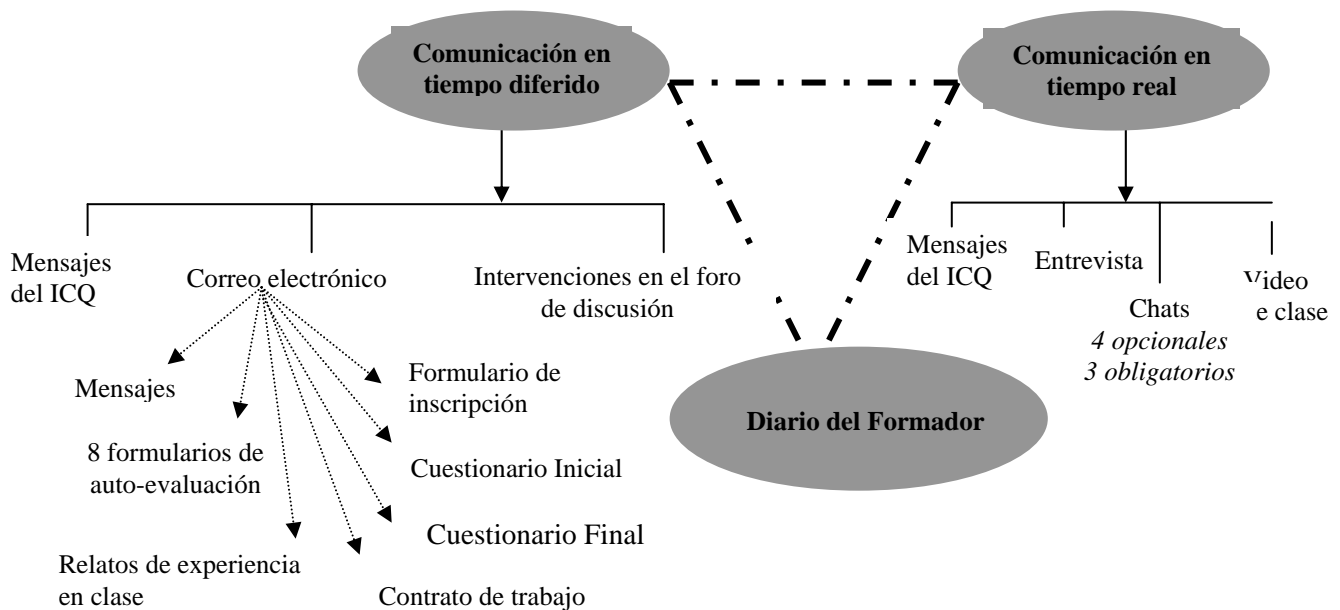 Comunicación en
tiempo diferido
Comunicación en
tiempo real
Mensajes
del ICQ
Correo electrónico
Intervenciones en el foro
de discusión
Mensajes
del ICQ
Entrevista
Chats
4 opcionales
3 obligatorios
Video
e clase
Mensajes
8 formularios de
auto-evaluación
Relatos de experiencia
en clase
Formulario de
inscripción
Cuestionario Inicial
Cuestionario Final
Contrato de trabajo
Diario del Formador